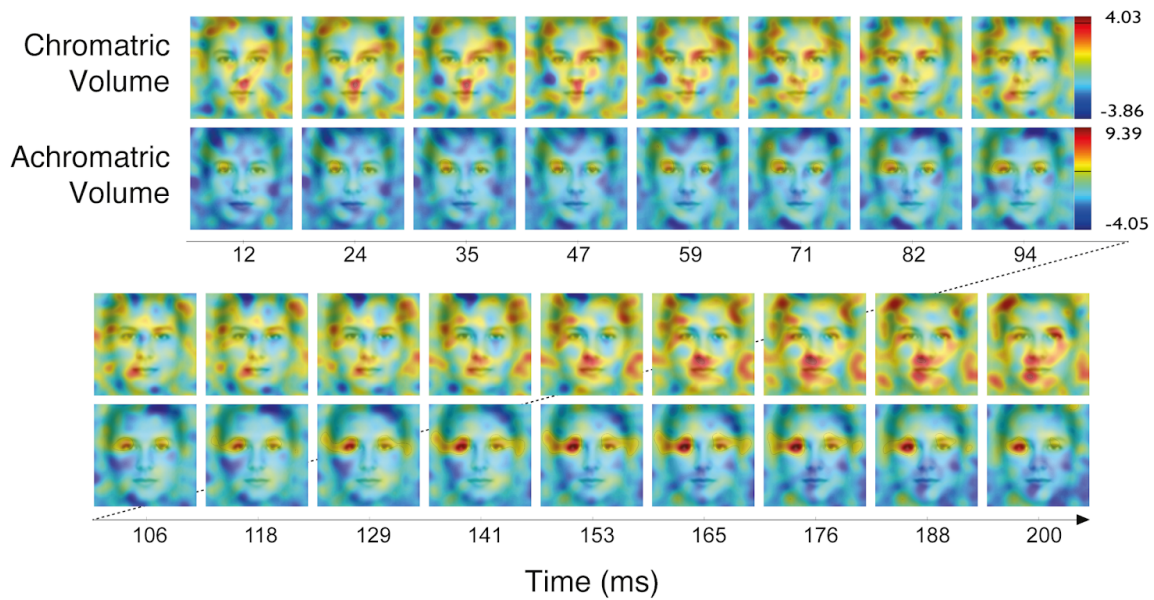 Chromatric
Volume
4.03
-3.86
Achromatric
Volume
9.39
-4.05
12 24 35 47 59 71 82 94
106 118 129 141 153 165 176 188 200
Time (ms)